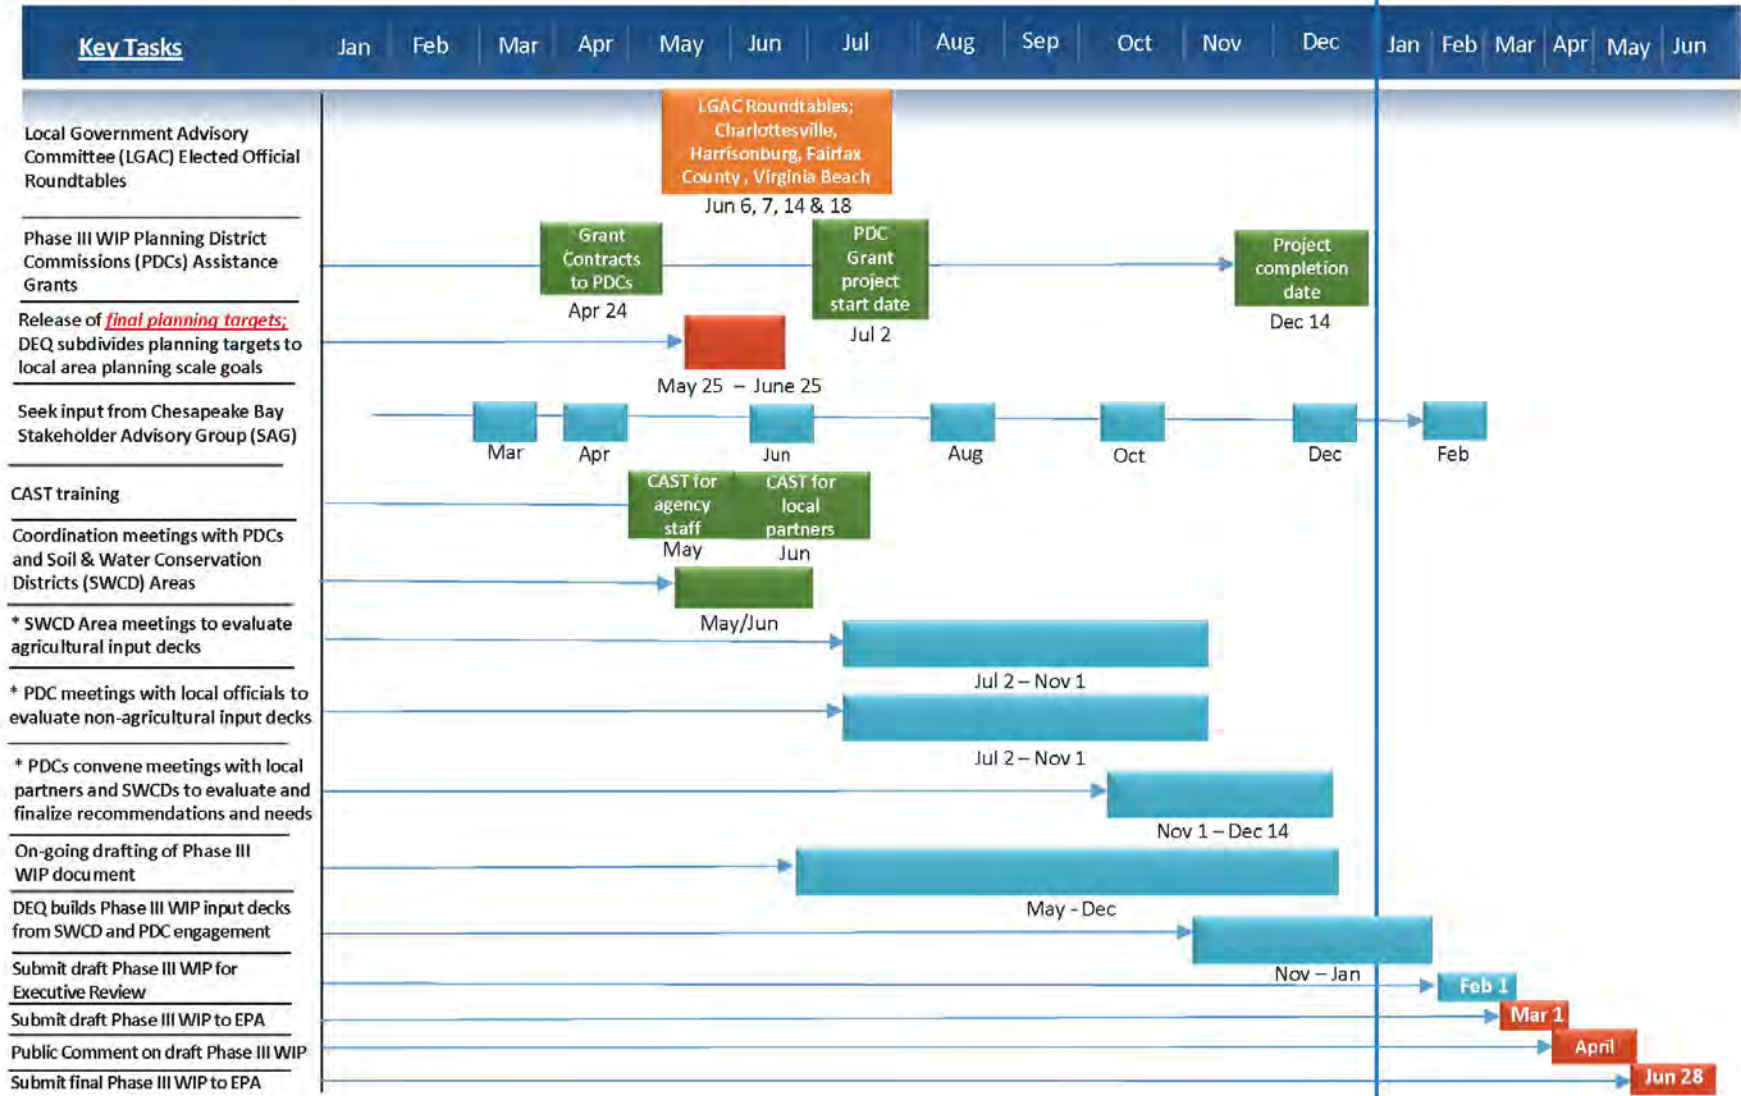 Key Tasks Jan Feb Mar Apr May Jun Jul Aug Sep Oct Nov Dec Jan Feb Mar Apr May Jun
Local Government Advisory
Committee (LGAC) Elected Official
Roundtables
LGAC Roundtables;
Charlottesville,
Harrisonburg, Fairfax
County , Virginia Beach
Jun 6, 7, 14 & 18
Phase III WIP Planning District
Commissions (PDCs) Assistance
Grants
Grant
Contracts
to PDCs
Apr 24
PDC
Grant
project
start date
Jul 2
Project
completion
date
Dec 14
Release of final planning targets;
DEQ subdivides planning targets to
local area planning scale goals
May 25 – June 25
Seek input from Chesapeake Bay
Stakeholder Advisory Group (SAG)
Mar Apr Jun Aug Oct Dec Feb
CAST training
CAST for
agency
staff
May
CAST for
local
partners
Jun
Coordination meetings with PDCs
and Soil & Water Conservation
Districts (SWCD) Areas
May/Jun
* SWCD Area meetings to evaluate
agricultural input decks
Jul 2 – Nov 1
* PDC meetings with local officials to
evaluate non-agricultural input decks
Jul 2 – Nov 1
* PDCs convene meetings with local
partners and SWCDs to evaluate and
finalize recommendations and needs
Nov 1 – Dec 14
On-going drafting of Phase III
WIP document
May - Dec
DEQ builds Phase III WIP input decks
from SWCD and PDC engagement
Nov – Jan
Submit draft Phase III WIP for
Executive Review
Feb 1
Submit draft Phase III WIP to EPA
Mar 1
Public Comment on draft Phase III WIP
April
Submit final Phase III WIP to EPA
Jun 28